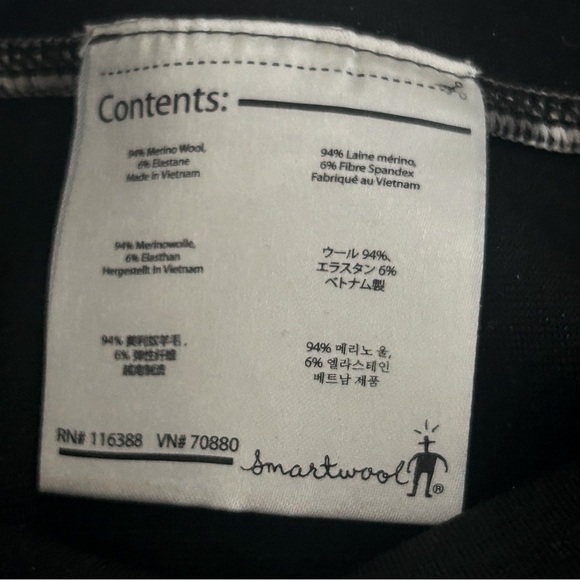 Contents:
94% Merino Wool,
6% Elastane
Made in Vietnam
94% Laine mérino,
6% Fibre Spandex
Fabriqué au Vietnam
94% Merinowolle,
6% Elasthan
Hergestellt in Vietnam
ウール 94%、
エラスタン 6%
ベトナム製
94% 美利奴羊毛,
6% 弹性纤维
越南制造
94% 메리노 울,
6% 엘라스테인
베트남 제품
RN# 116388 VN# 70880
smartwool ®